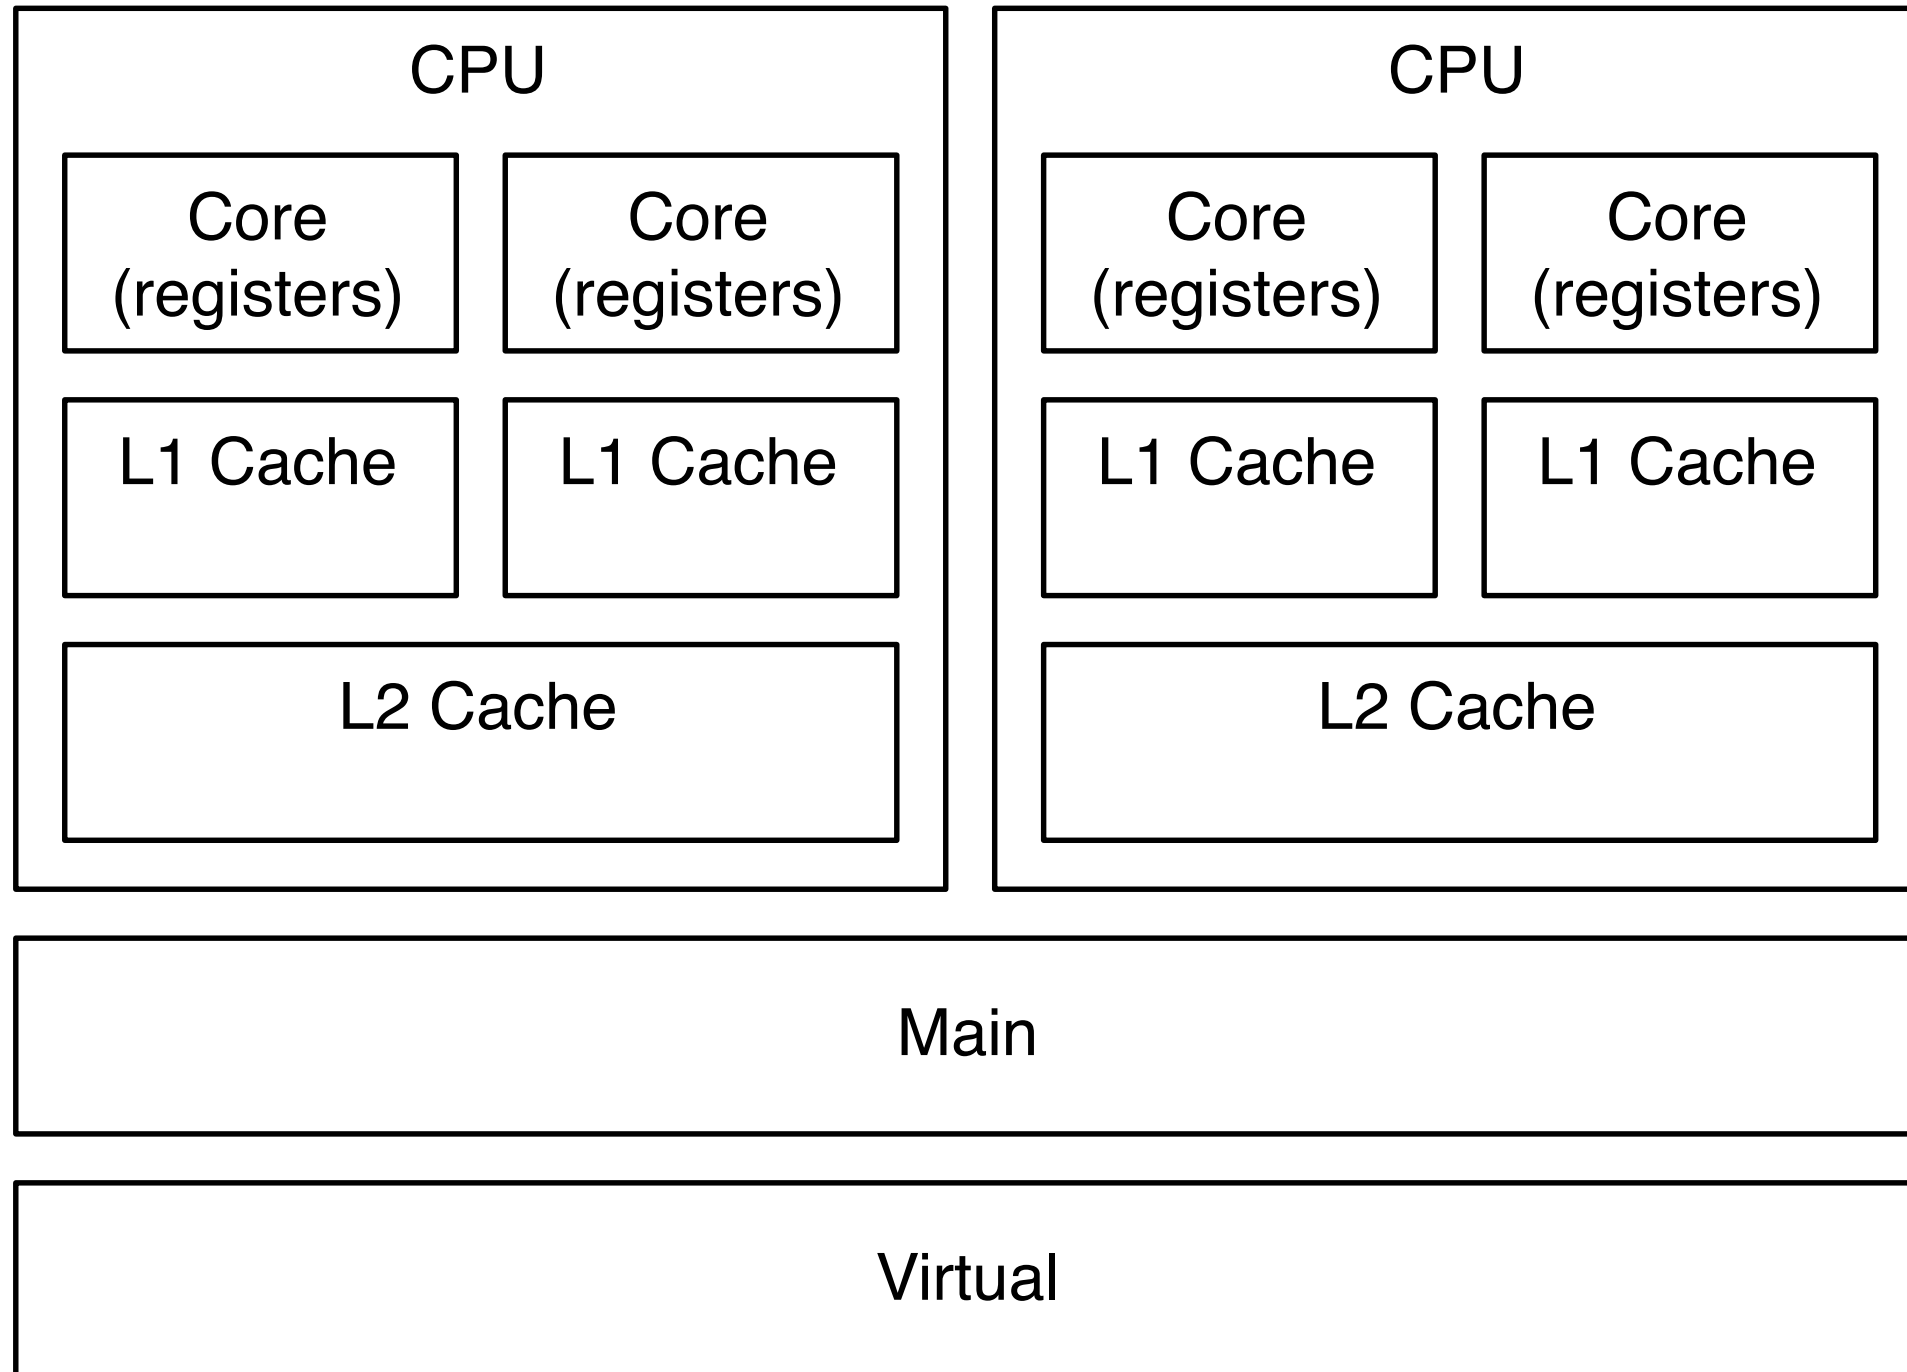 CPU
Core
(registers)
Core
(registers)
L1 Cache
L1 Cache
L2 Cache
CPU
Core
(registers)
Core
(registers)
L1 Cache
L1 Cache
L2 Cache
Main
Virtual